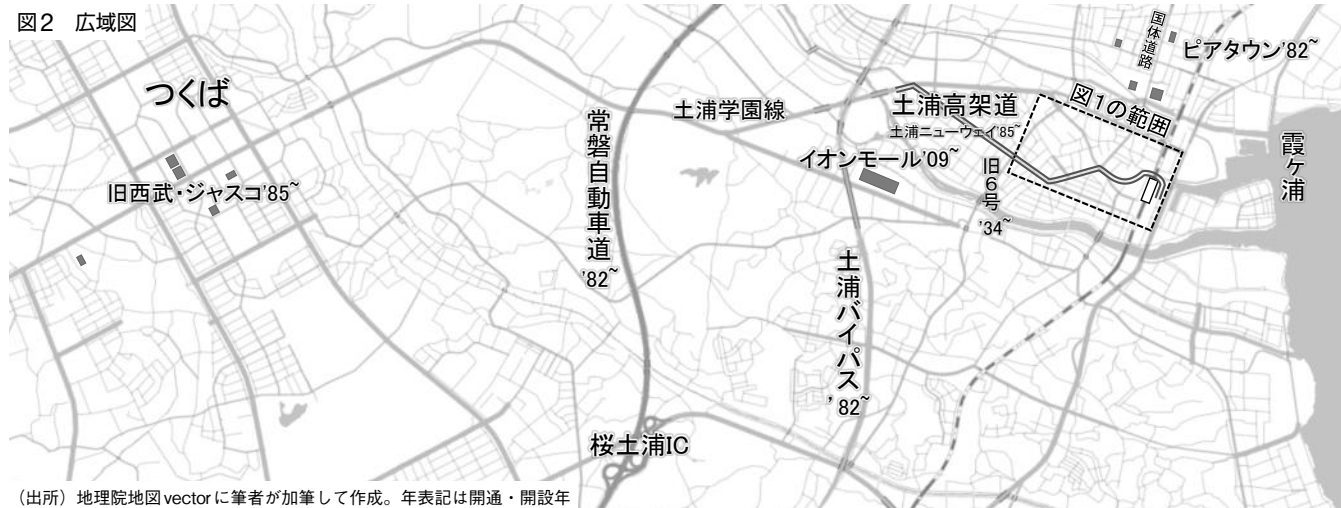 図2　広域図
つくば
旧西武・ジャスコ'85~
常磐自動車道
'82~
桜土浦IC
土浦学園線
土浦高架道
土浦ニューウェイ'85~
イオンモール'09~
旧6号
'34~
土浦バイパス
'82~
国体道路
ピアタウン'82~
図1の範囲
霞ヶ浦
（出所）地理院地図vectorに筆者が加筆して作成。年表記は開通・開設年